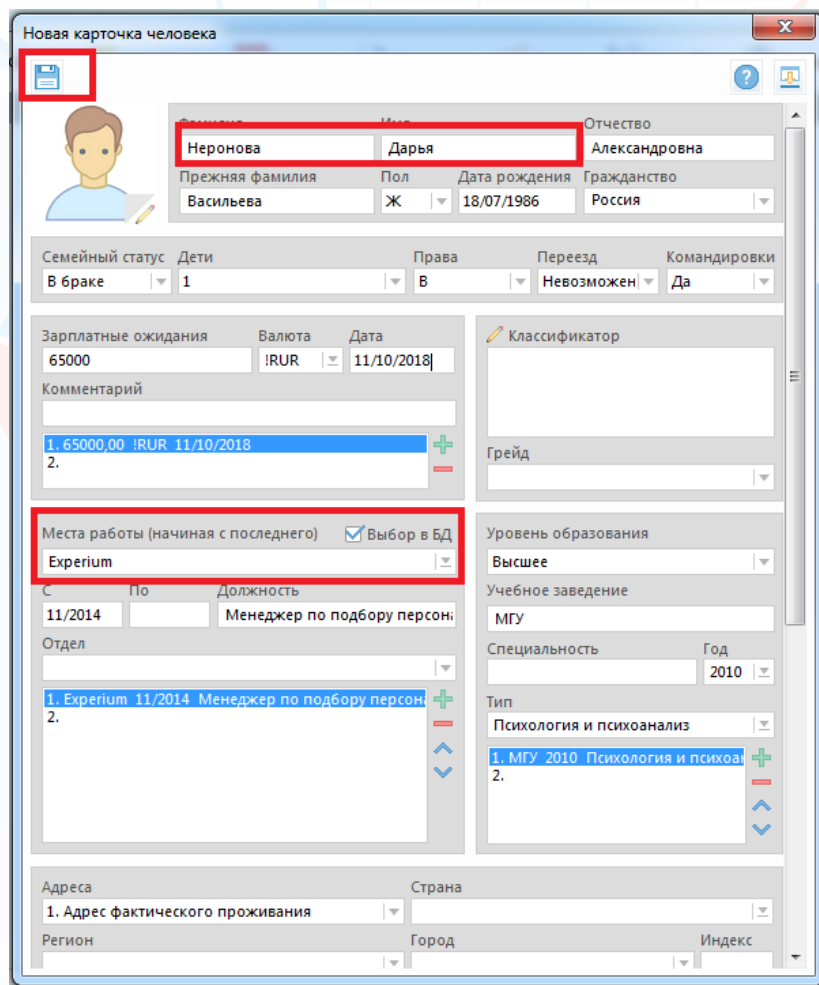 Новая карточка человека
Фамилия Имя Отчество
Неронова Дарья Александровна
Прежняя фамилия Пол Дата рождения Гражданство
Васильева Ж 18/07/1986 Россия
Семейный статус Дети Права Переезд Командировки
В браке 1 B Невозможен Да
Зарплатные ожидания Валюта Дата
65000 !RUR 11/10/2018
Комментарий
1. 65000,00 !RUR 11/10/2018
2.
Классификатор
Грейд
Места работы (начиная с последнего) Выбор в БД
Experium
С По Должность
11/2014 Менеджер по подбору персона
Отдел
1. Experium 11/2014 Менеджер по подбору персона
2.
Уровень образования
Высшее
Учебное заведение
МГУ
Специальность Год
2010
Тип
Психология и психоанализ
1. МГУ 2010 Психология и психоан
2.
Адреса Страна
1. Адрес фактического проживания
Регион Город Индекс